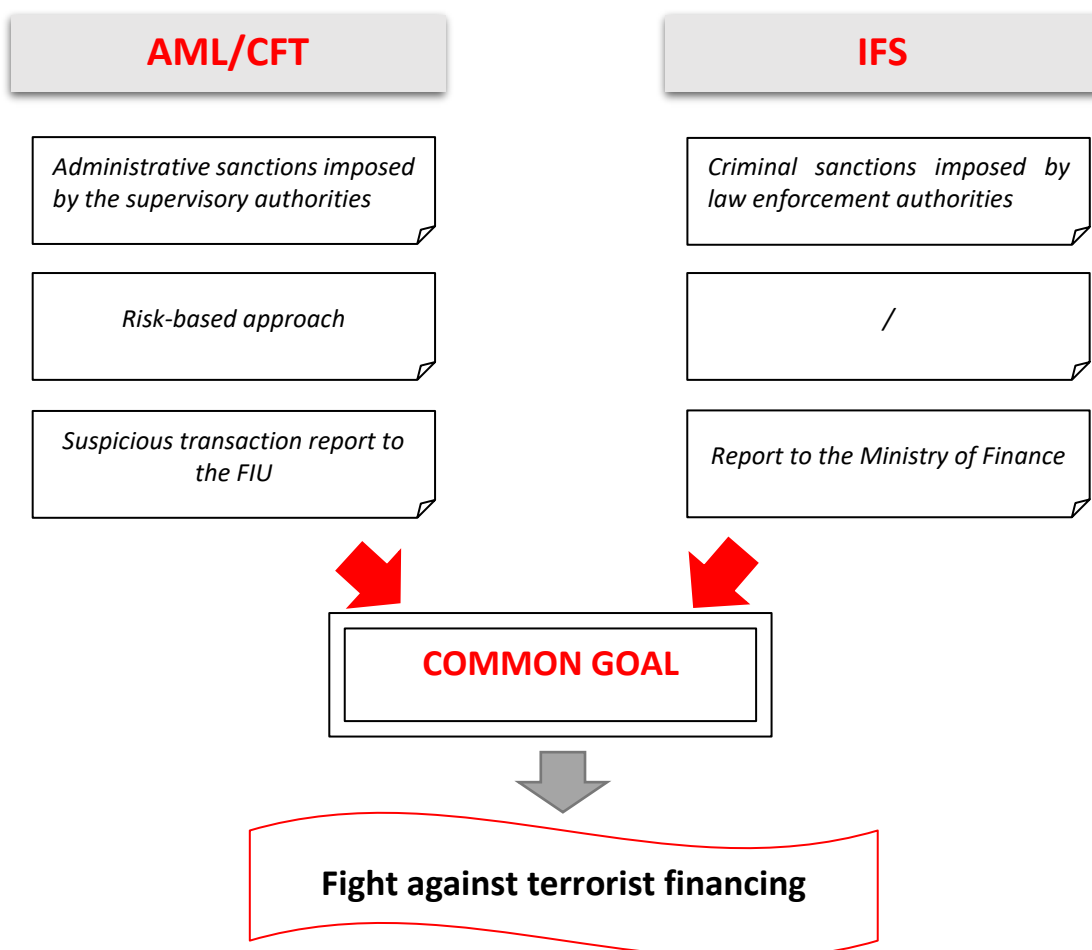 AML/CFT
IFS
Administrative sanctions imposed
by the supervisory authorities
Criminal sanctions imposed by
law enforcement authorities
Risk-based approach
/
Suspicious transaction report to
the FIU
Report to the Ministry of Finance
COMMON GOAL
Fight against terrorist financing